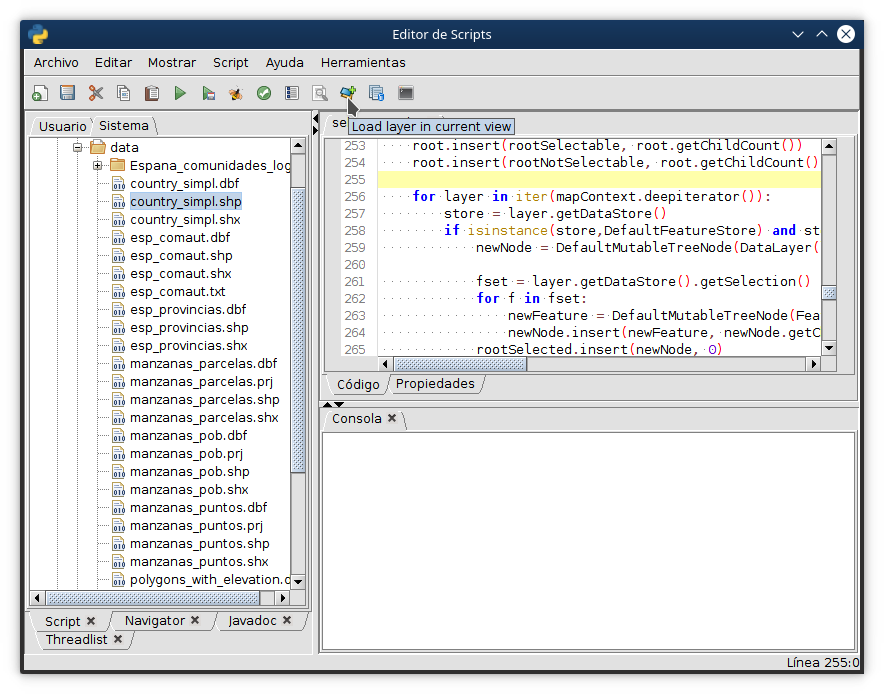 Editor de Scripts
Archivo Editar Mostrar Script Ayuda Herramientas
Usuario Sistema
data
Espana_comunidades_log
country_simpl.dbf
country_simpl.shp
country_simpl.shx
esp_comaut.dbf
esp_comaut.shp
esp_comaut.shx
esp_comaut.txt
esp_provincias.dbf
esp_provincias.shp
esp_provincias.shx
manzanas_parcelas.dbf
manzanas_parcelas.prj
manzanas_parcelas.shp
manzanas_parcelas.shx
manzanas_pob.dbf
manzanas_pob.prj
manzanas_pob.shp
manzanas_pob.shx
manzanas_puntos.dbf
manzanas_puntos.prj
manzanas_puntos.shp
manzanas_puntos.shx
polygons_with_elevation.
Script Navigator Javadoc
Threadlist
se
Load layer in current view
253 root.insert(rootSelectable, root.getChildCount())
254 root.insert(rootNotSelectable, root.getChildCount()
255
256 for layer in iter(mapContext.deepiterator()):
257 store = layer.getDataStore()
258 if isinstance(store,DefaultFeatureStore) and st
259 newNode = DefaultMutableTreeNode(DataLayer(
260
261 fset = layer.getDataStore().getSelection()
262 for f in fset:
263 newFeature = DefaultMutableTreeNode(Fea
264 newNode.insert(newFeature, newNode.getC
265 rootSelected.insert(newNode, 0)
Código Propiedades
Consola
Línea 255:0